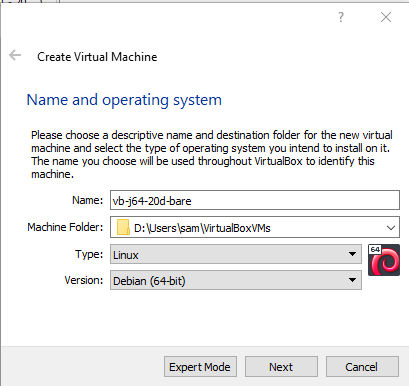 Create Virtual Machine
Name and operating system
Please choose a descriptive name and destination folder for the new virtual
machine and select the type of operating system you intend to install on it.
The name you choose will be used throughout VirtualBox to identify this
machine.
Name: vb-j64-20d-bare
Machine Folder: D:\Users\sam\VirtualBoxVMs
Type: Linux
64
Version: Debian (64-bit)
Expert Mode Next Cancel